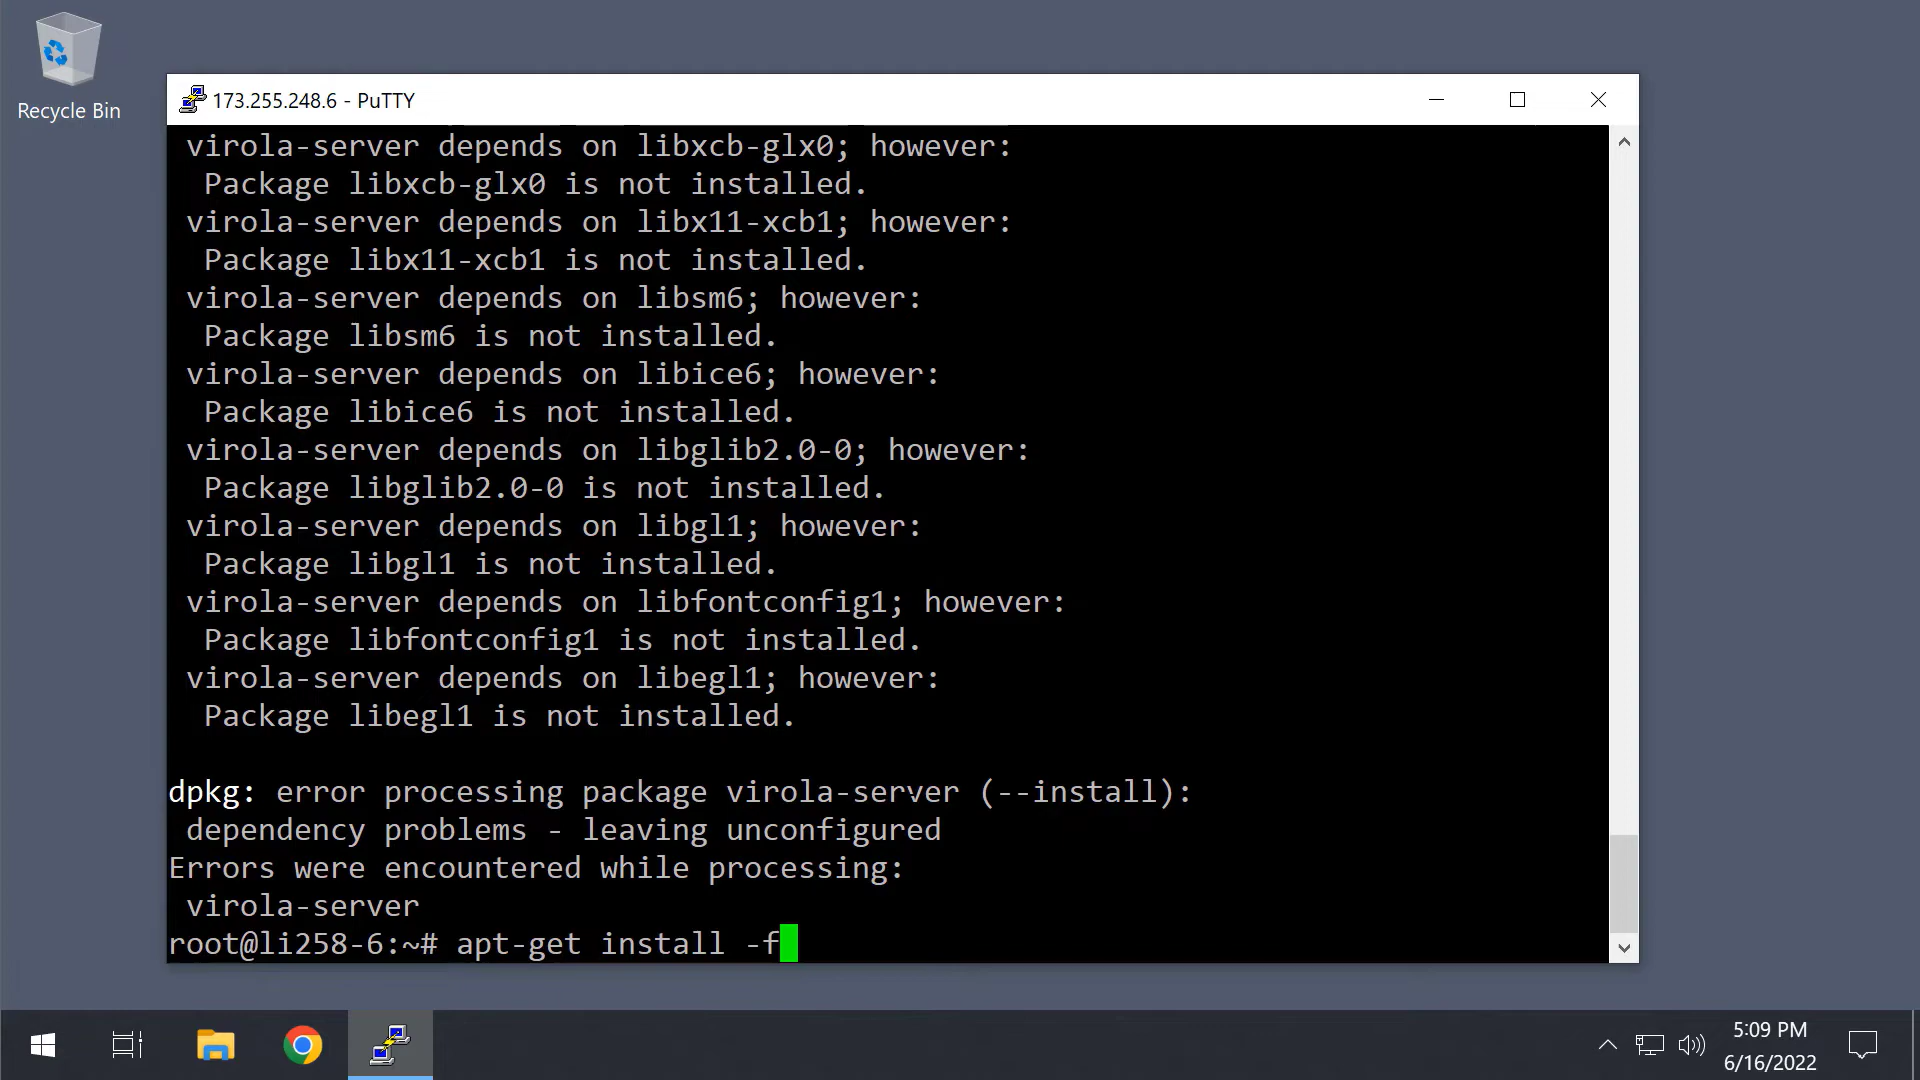 Recycle Bin
173.255.248.6 - PuTTY
virola-server depends on libxcb-glx0; however:
Package libxcb-glx0 is not installed.
virola-server depends on libx11-xcb1; however:
Package libx11-xcb1 is not installed.
virola-server depends on libsm6; however:
Package libsm6 is not installed.
virola-server depends on libice6; however:
Package libice6 is not installed.
virola-server depends on libglib2.0-0; however:
Package libglib2.0-0 is not installed.
virola-server depends on libgl1; however:
Package libgl1 is not installed.
virola-server depends on libfontconfig1; however:
Package libfontconfig1 is not installed.
virola-server depends on libegl1; however:
Package libegl1 is not installed.
dpkg: error processing package virola-server (--install):
dependency problems - leaving unconfigured
Errors were encountered while processing:
virola-server
root@li258-6:~# apt-get install -f
5:09 PM
6/16/2022